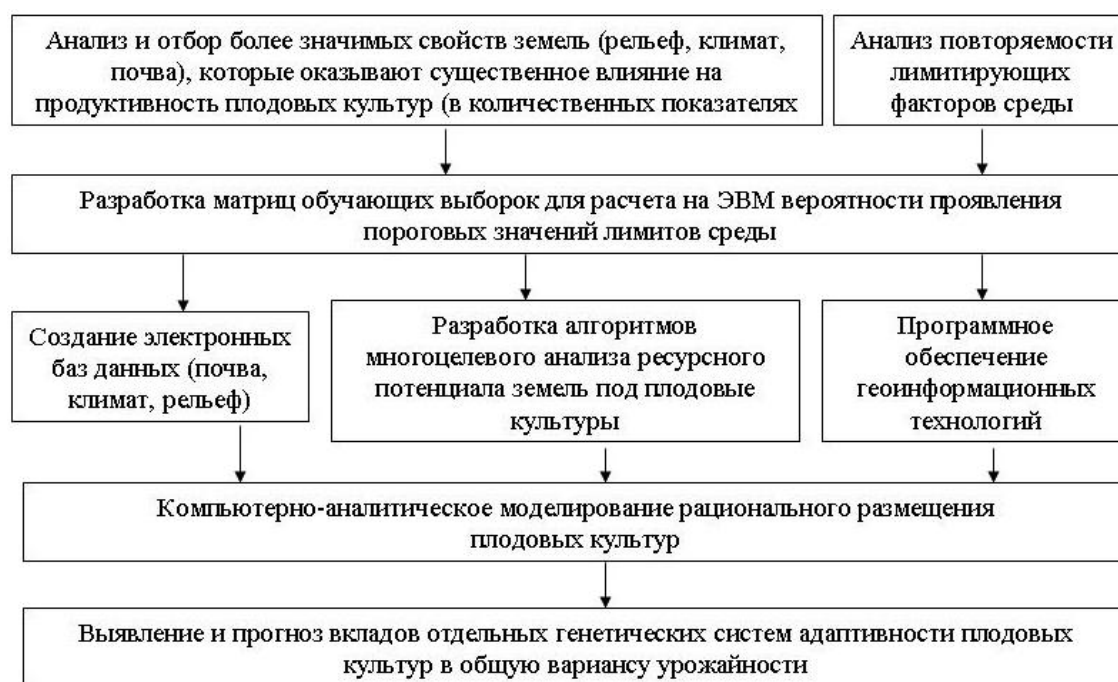 Анализ и отбор более значимых свойств земель (рельеф, климат,
почва), которые оказывают существенное влияние на
продуктивность плодовых культур (в количественных показателях
Анализ повторяемости
лимитирующих
факторов среды
Разработка матриц обучающих выборок для расчета на ЭВМ вероятности проявления
пороговых значений лимитов среды
Создание электронных
баз данных (почва,
климат, рельеф)
Разработка алгоритмов
многоцелевого анализа ресурсного
потенциала земель под плодовые
культуры
Программное
обеспечение
геоинформационных
технологий
Компьютерно-аналитическое моделирование рационального размещения
плодовых культур
Выявление и прогноз вкладов отдельных генетических систем адаптивности плодовых
культур в общую вариансу урожайности